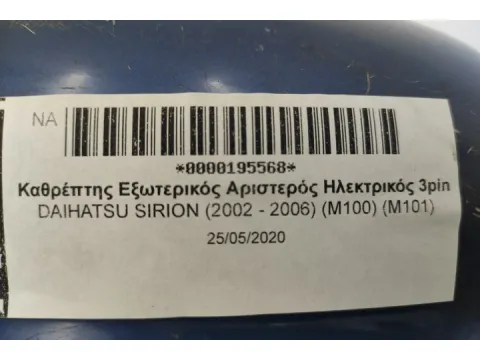 NA
*0000195568*
Καθρέπτης Εξωτερικός Αριστερός Ηλεκτρικός 3pin
DAIHATSU SIRION (2002 - 2006) (M100) (M101)
25/05/2020